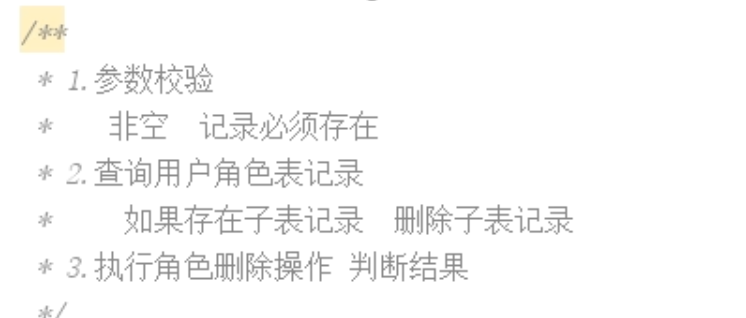 /**
* 1.参数校验
*    非空  记录必须存在
* 2.查询用户角色表记录
*     如果存在子表记录  删除子表记录
* 3.执行角色删除操作 判断结果
*/